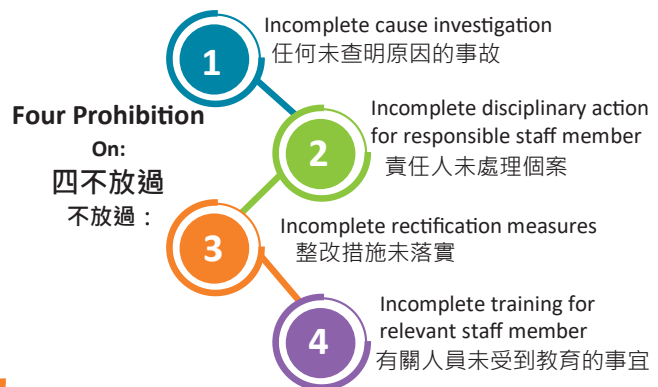 Four Prohibition
On:
四不放過
不放過：
1
Incomplete cause investigation
任何未查明原因的事故
2
Incomplete disciplinary action
for responsible staff member
責任人未處理個案
3
Incomplete rectification measures
整改措施未落實
4
Incomplete training for
relevant staff member
有關人員未受到教育的事宜